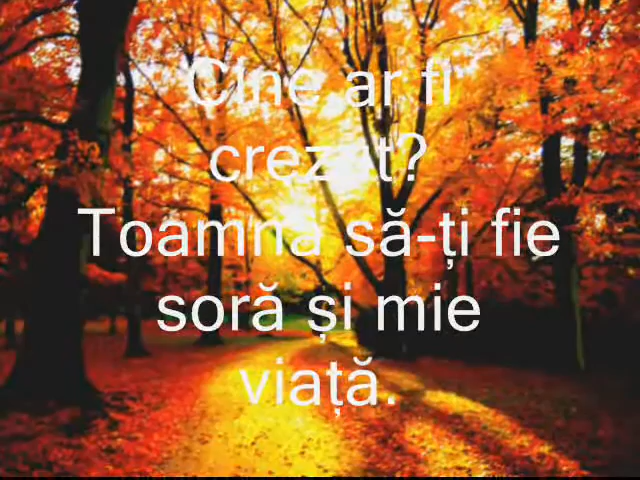 Cine ar fi
crezut?
Toamna să-ți fie
soră și mie
viață.